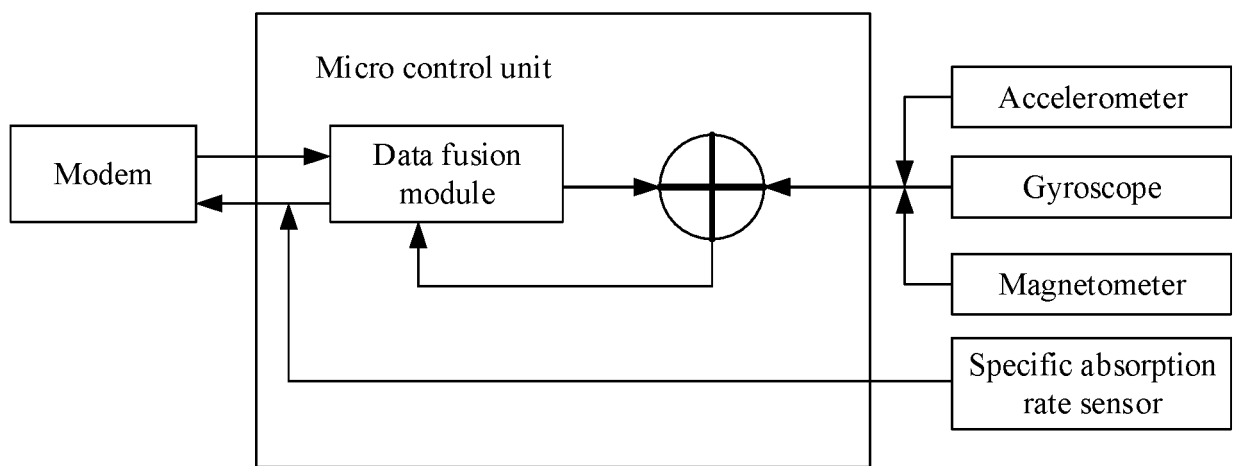 Micro control unit
Modem
Data fusion
module
Accelerometer
Gyroscope
Magnetometer
Specific absorption
rate sensor